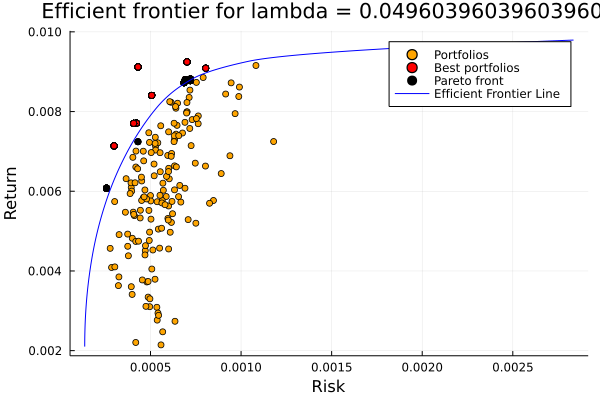 Efficient frontier for lambda = 0.0496039603960396
0.010
0.008
0.006
0.004
0.002
Return
Portfolios
Best portfolios
Pareto front
Efficient Frontier Line
0.0005
0.0010
0.0015
0.0020
0.0025
Risk